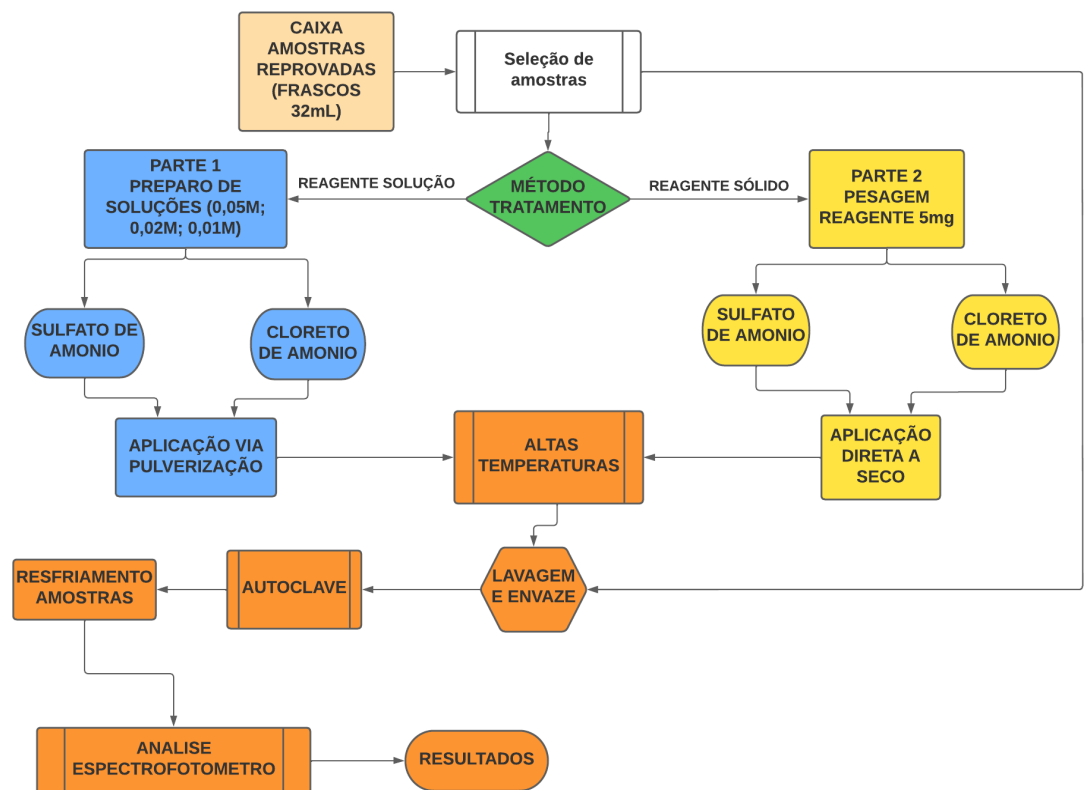 CAIXA
AMOSTRAS
REPROVADAS
(FRASCOS
32mL)
Seleção de
amostras
PARTE 1
PREPARO DE
SOLUÇÕES (0,05M;
0,02M; 0,01M)
REAGENTE SOLUÇÃO
MÉTODO
TRATAMENTO
REAGENTE SÓLIDO
PARTE 2
PESAGEM
REAGENTE 5mg
SULFATO DE
AMONIO
CLORETO
DE AMONIO
SULFATO
DE AMONIO
CLORETO
DE AMONIO
APLICAÇÃO VIA
PULVERIZAÇÃO
ALTAS
TEMPERATURAS
APLICAÇÃO
DIRETA A
SECO
RESFRIAMENTO
AMOSTRAS
AUTOCLAVE
LAVAGEM
E ENVAZE
ANALISE
ESPECTROFOTOMETRO
RESULTADOS